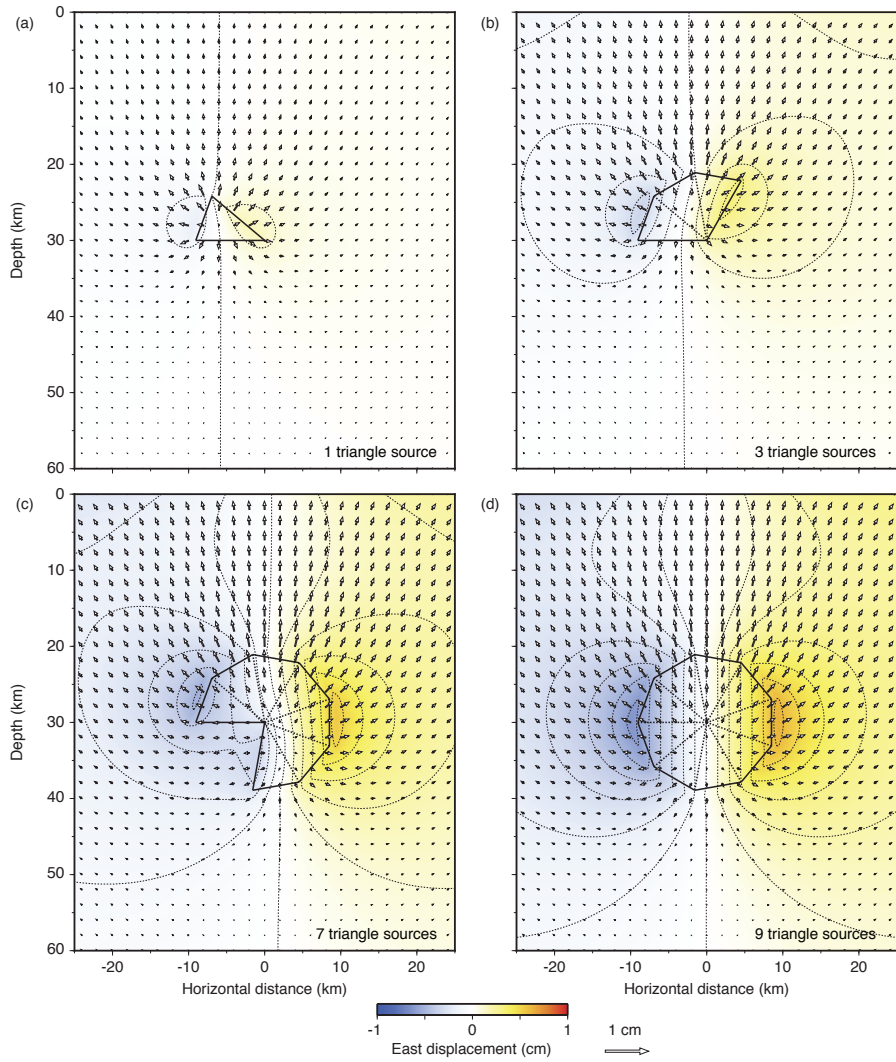 (a)
(b)
0
10
20
30
40
50
60
Depth (km)
1 triangle source
3 triangle sources
(c)
(d)
0
10
20
30
40
50
60
Depth (km)
7 triangle sources
9 triangle sources
-20 -10 0 10 20
-20 -10 0 10 20
Horizontal distance (km)
Horizontal distance (km)
-1 0 1
East displacement (cm)
1 cm